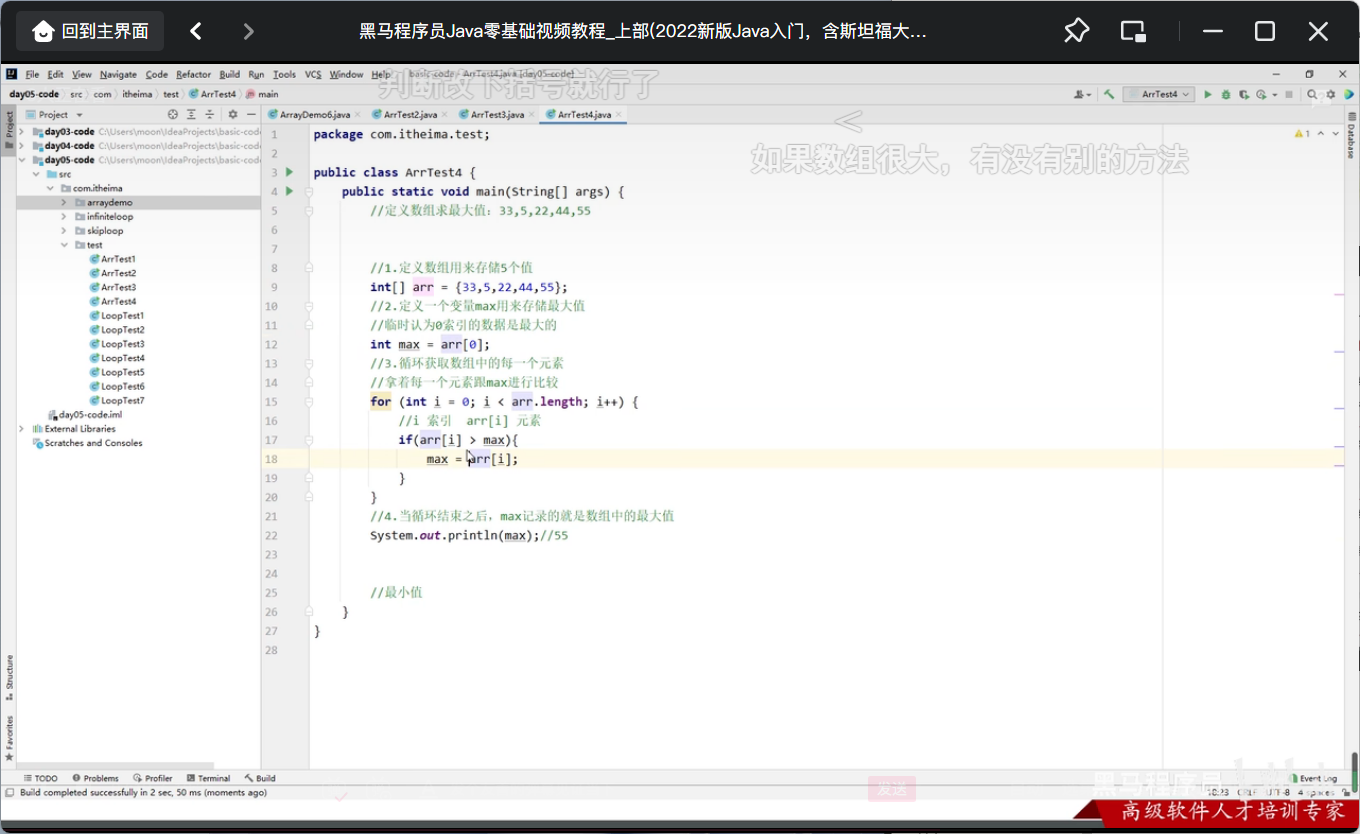 回到主界面
黑马程序员Java零基础视频教程_上部(2022新版Java入门，含斯坦福大...
File Edit View Navigate Code Refactor Build Run Tools VCS Window Help basic-code - ArrTest4.java [day05-code]
判断改下括号就行了
day05-code src com itheima test ArrTest4 main
ArrTest4
Project
ArrayDemo6.java ArrTest2.java ArrTest3.java ArrTest4.java
<
如果数组很大，有没有别的方法
Project
Structure
Favorites
Database
1
day03-code C:\Users\moon\IdeaProjects\basic-code
day04-code C:\Users\moon\IdeaProjects\basic-code
day05-code C:\Users\moon\IdeaProjects\basic-code
src
com.itheima
arraydemo
infiniteloop
skiploop
test
ArrTest1
ArrTest2
ArrTest3
ArrTest4
LoopTest1
LoopTest2
LoopTest3
LoopTest4
LoopTest5
LoopTest6
LoopTest7
day05-code.iml
External Libraries
Scratches and Consoles
1 package com.itheima.test;
2
3 public class ArrTest4 {
4 public static void main(String[] args) {
5 //定义数组求最大值：33,5,22,44,55
6
7
8 //1.定义数组用来存储5个值
9 int[] arr = {33,5,22,44,55};
10 //2.定义一个变量max用来存储最大值
11 //临时认为0索引的数据是最大的
12 int max = arr[0];
13 //3.循环获取数组中的每一个元素
14 //拿着每一个元素跟max进行比较
15 for (int i = 0; i < arr.length; i++) {
16 //i 索引 arr[i] 元素
17 if(arr[i] > max){
18 max = arr[i];
19 }
20 }
21 //4.当循环结束之后，max记录的就是数组中的最大值
22 System.out.println(max);//55
23
24
25 //最小值
26 }
27 }
28
TODO Problems Profiler Terminal Build
Event Log
Build completed successfully in 2 sec, 50 ms (moments ago)
18:23 CRLF UTF-8 4 spaces
发送
黑马程序员
高级软件人才培训专家